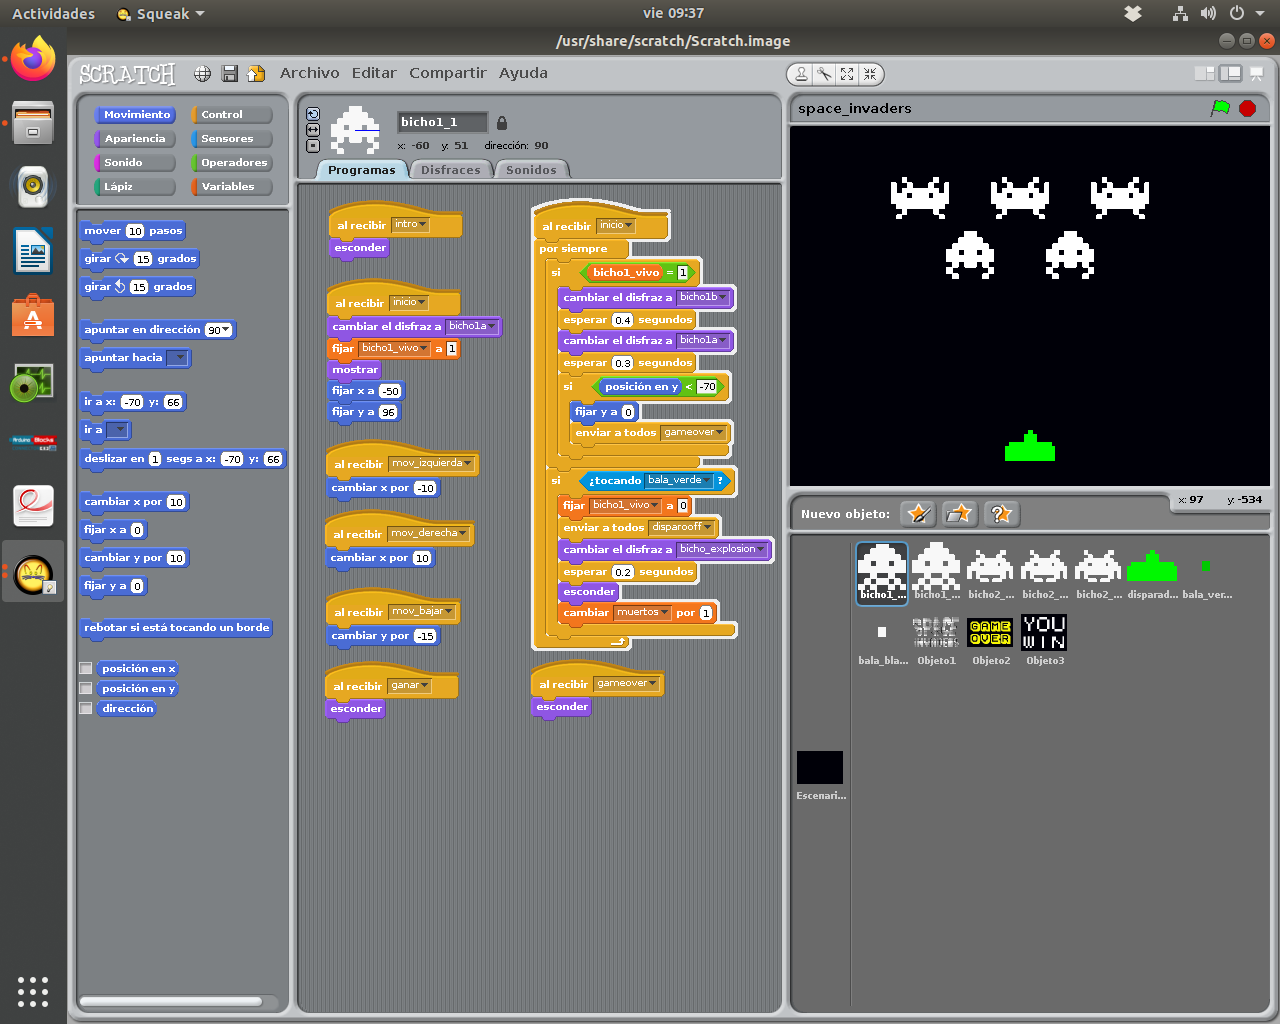 Actividades
Squeak
vie 09:37
/usr/share/scratch/Scratch.image
SCRATCH
Archivo Editar Compartir Ayuda
Movimiento Control
Apariencia Sensores
Sonido Operadores
Lápiz Variables
mover 10 pasos
girar 15 grados
girar 15 grados
apuntar en dirección 90
apuntar hacia
ir a x: -70 y: 66
ir a
deslizar en 1 segs a x: -70 y: 66
cambiar x por 10
fijar x a 0
cambiar y por 10
fijar y a 0
rebotar si está tocando un borde
posición en x
posición en y
dirección
bicho1_1
x: -60 y: 51 dirección: 90
Programas Disfraces Sonidos
al recibir intro
esconder
al recibir inicio
cambiar el disfraz a bicho1a
fijar bicho1_vivo a 1
mostrar
fijar x a -50
fijar y a 96
al recibir mov_izquierda
cambiar x por -10
al recibir mov_derecha
cambiar x por 10
al recibir mov_bajar
cambiar y por -15
al recibir ganar
esconder
al recibir inicio
por siempre
si bicho1_vivo = 1
cambiar el disfraz a bicho1b
esperar 0.4 segundos
cambiar el disfraz a bicho1a
esperar 0.3 segundos
si posición en y < -70
fijar y a 0
enviar a todos gameover
si ¿tocando bala_verde ?
fijar bicho1_vivo a 0
enviar a todos disparooff
cambiar el disfraz a bicho_explosion
esperar 0.2 segundos
esconder
cambiar muertos por 1
al recibir gameover
esconder
space_invaders
x: 97 y: -534
Nuevo objeto:
bicho1_... bicho1_... bicho2_... bicho2_... bicho2_... disparad... bala_ver...
SPACE INVADERS
GAME OVER
YOU WIN
bala_bla... Objeto1 Objeto2 Objeto3
Escenari...
Arduino Blocks